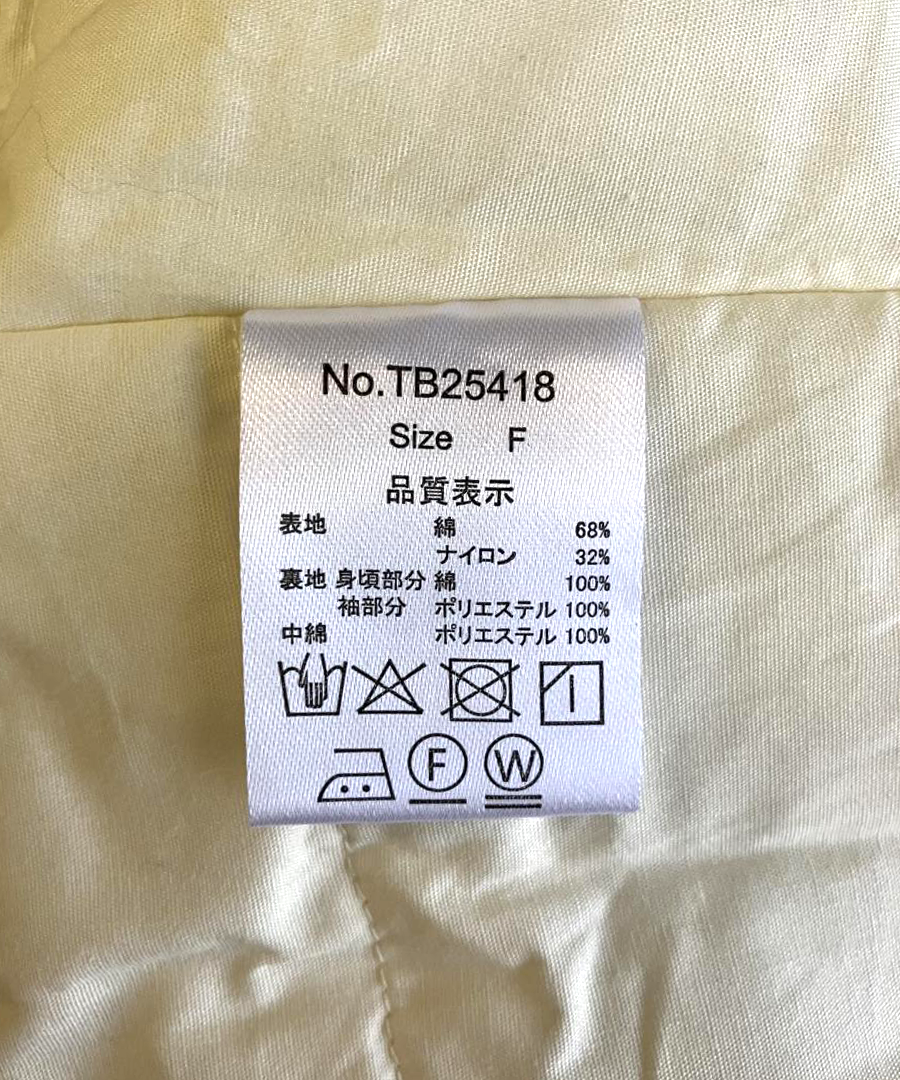 No.TB25418
Size F
品質表示
表地 綿 68%
ナイロン 32%
裏地 身頃部分 綿 100%
袖部分 ポリエステル 100%
中綿 ポリエステル 100%
F W